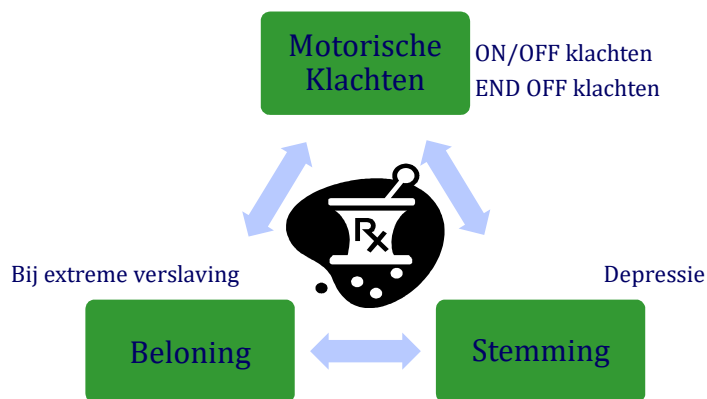 Motorische
Klachten
ON/OFF klachten
END OFF klachten
Rx
Bij extreme verslaving
Depressie
Beloning
Stemming